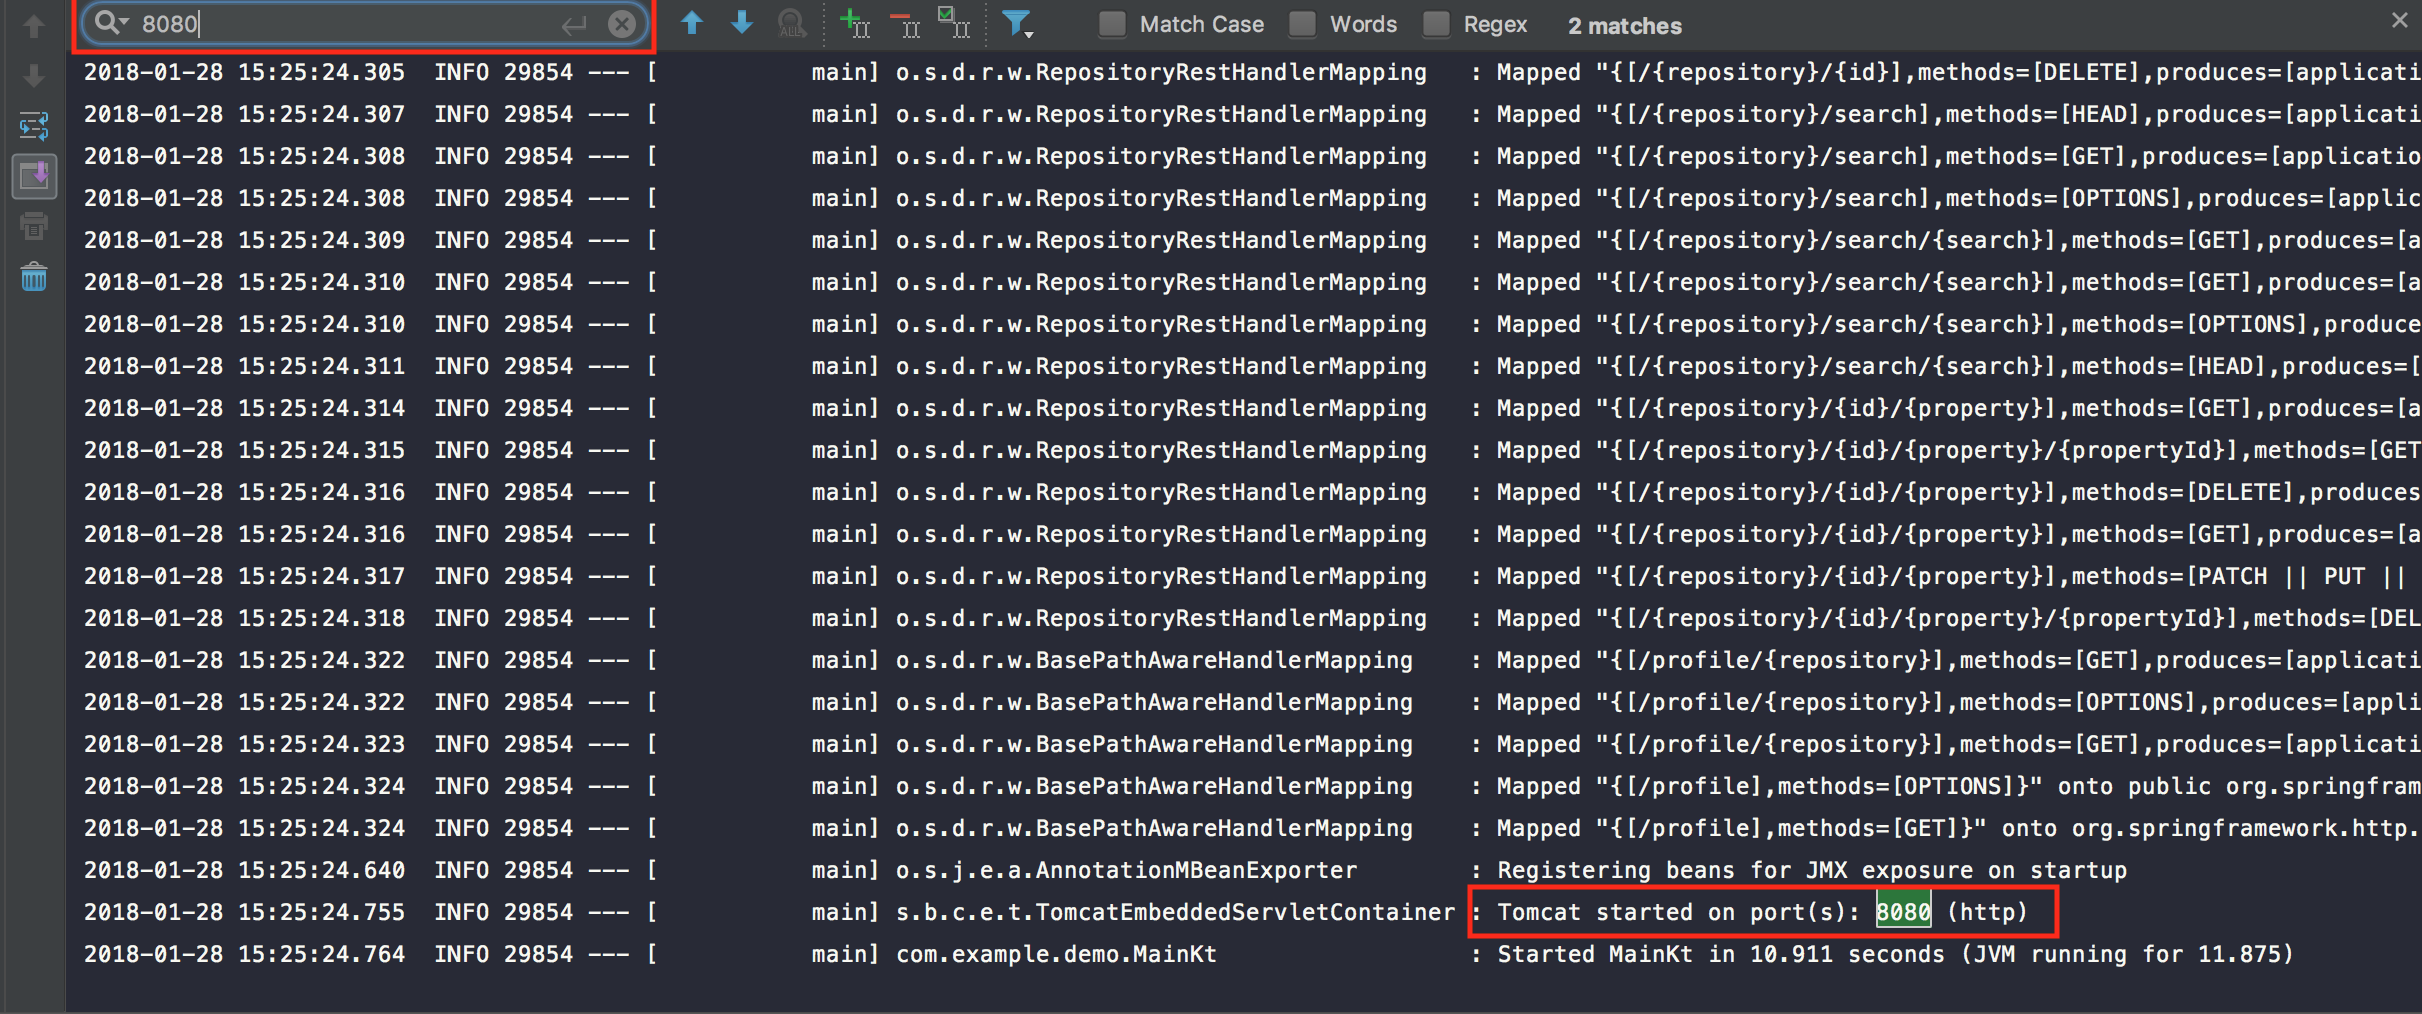 8080 Match Case Words Regex 2 matches
2018-01-28 15:25:24.305  INFO 29854 --- [           main] o.s.d.r.w.RepositoryRestHandlerMapping   : Mapped "{[/{repository}/{id}],methods=[DELETE],produces=[applicati
2018-01-28 15:25:24.307  INFO 29854 --- [           main] o.s.d.r.w.RepositoryRestHandlerMapping   : Mapped "{[/{repository}/search],methods=[HEAD],produces=[applicati
2018-01-28 15:25:24.308  INFO 29854 --- [           main] o.s.d.r.w.RepositoryRestHandlerMapping   : Mapped "{[/{repository}/search],methods=[GET],produces=[applicatio
2018-01-28 15:25:24.308  INFO 29854 --- [           main] o.s.d.r.w.RepositoryRestHandlerMapping   : Mapped "{[/{repository}/search],methods=[OPTIONS],produces=[applic
2018-01-28 15:25:24.309  INFO 29854 --- [           main] o.s.d.r.w.RepositoryRestHandlerMapping   : Mapped "{[/{repository}/search/{search}],methods=[GET],produces=[a
2018-01-28 15:25:24.310  INFO 29854 --- [           main] o.s.d.r.w.RepositoryRestHandlerMapping   : Mapped "{[/{repository}/search/{search}],methods=[GET],produces=[a
2018-01-28 15:25:24.310  INFO 29854 --- [           main] o.s.d.r.w.RepositoryRestHandlerMapping   : Mapped "{[/{repository}/search/{search}],methods=[OPTIONS],produce
2018-01-28 15:25:24.311  INFO 29854 --- [           main] o.s.d.r.w.RepositoryRestHandlerMapping   : Mapped "{[/{repository}/search/{search}],methods=[HEAD],produces=[
2018-01-28 15:25:24.314  INFO 29854 --- [           main] o.s.d.r.w.RepositoryRestHandlerMapping   : Mapped "{[/{repository}/{id}/{property}],methods=[GET],produces=[a
2018-01-28 15:25:24.315  INFO 29854 --- [           main] o.s.d.r.w.RepositoryRestHandlerMapping   : Mapped "{[/{repository}/{id}/{property}/{propertyId}],methods=[GET
2018-01-28 15:25:24.316  INFO 29854 --- [           main] o.s.d.r.w.RepositoryRestHandlerMapping   : Mapped "{[/{repository}/{id}/{property}],methods=[DELETE],produces
2018-01-28 15:25:24.316  INFO 29854 --- [           main] o.s.d.r.w.RepositoryRestHandlerMapping   : Mapped "{[/{repository}/{id}/{property}],methods=[GET],produces=[a
2018-01-28 15:25:24.317  INFO 29854 --- [           main] o.s.d.r.w.RepositoryRestHandlerMapping   : Mapped "{[/{repository}/{id}/{property}],methods=[PATCH || PUT ||
2018-01-28 15:25:24.318  INFO 29854 --- [           main] o.s.d.r.w.RepositoryRestHandlerMapping   : Mapped "{[/{repository}/{id}/{property}/{propertyId}],methods=[DEL
2018-01-28 15:25:24.322  INFO 29854 --- [           main] o.s.d.r.w.BasePathAwareHandlerMapping    : Mapped "{[/profile/{repository}],methods=[GET],produces=[applicati
2018-01-28 15:25:24.322  INFO 29854 --- [           main] o.s.d.r.w.BasePathAwareHandlerMapping    : Mapped "{[/profile/{repository}],methods=[OPTIONS],produces=[appli
2018-01-28 15:25:24.323  INFO 29854 --- [           main] o.s.d.r.w.BasePathAwareHandlerMapping    : Mapped "{[/profile/{repository}],methods=[GET],produces=[applicati
2018-01-28 15:25:24.324  INFO 29854 --- [           main] o.s.d.r.w.BasePathAwareHandlerMapping    : Mapped "{[/profile],methods=[OPTIONS]}" onto public org.springfram
2018-01-28 15:25:24.324  INFO 29854 --- [           main] o.s.d.r.w.BasePathAwareHandlerMapping    : Mapped "{[/profile],methods=[GET]}" onto org.springframework.http.
2018-01-28 15:25:24.640  INFO 29854 --- [           main] o.s.j.e.a.AnnotationMBeanExporter        : Registering beans for JMX exposure on startup
2018-01-28 15:25:24.755  INFO 29854 --- [           main] s.b.c.e.t.TomcatEmbeddedServletContainer : Tomcat started on port(s): 8080 (http)
2018-01-28 15:25:24.764  INFO 29854 --- [           main] com.example.demo.MainKt                  : Started MainKt in 10.911 seconds (JVM running for 11.875)